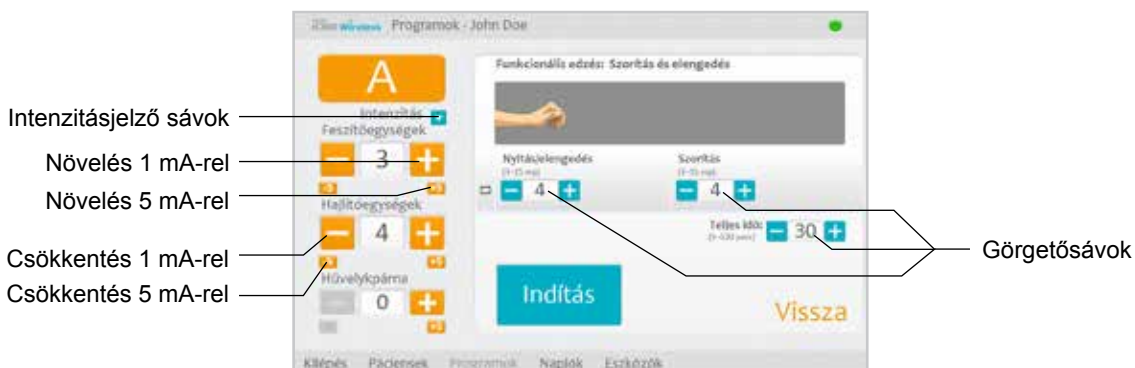 Programok - John Doe
A
Intenzitás
Feszítőegységek
3
Hajlítóegységek
4
Hüvelykpárna
0
Funkcionális edzés: Szorítás és elengedés
Nyitás/elengedés
Szorítás
4
4
Teljes idő:
30
Indítás
Vissza
Kilépés Páciensek Programok Naplók Eszközök
Intenzitásjelző sávok
Növelés 1 mA-rel
Növelés 5 mA-rel
Csökkentés 1 mA-rel
Csökkentés 5 mA-rel
Görgetősávok